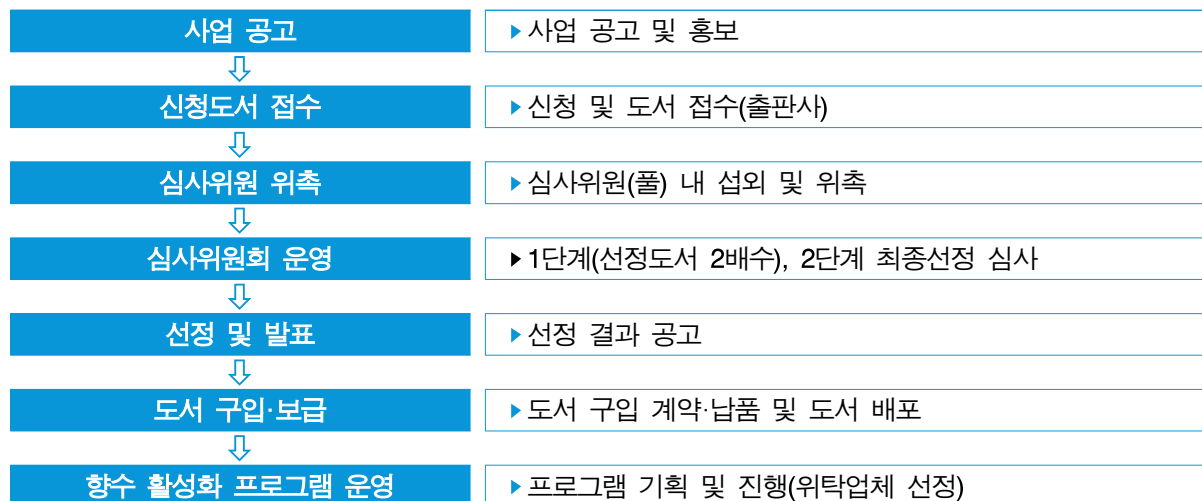 사업 공고
▸사업 공고 및 홍보
신청도서 접수
▸신청 및 도서 접수(출판사)
심사위원 위촉
▸심사위원(풀) 내 섭외 및 위촉
심사위원회 운영
▸1단계(선정도서 2배수), 2단계 최종선정 심사
선정 및 발표
▸선정 결과 공고
도서 구입·보급
▸도서 구입 계약·납품 및 도서 배포
향수 활성화 프로그램 운영
▸프로그램 기획 및 진행(위탁업체 선정)